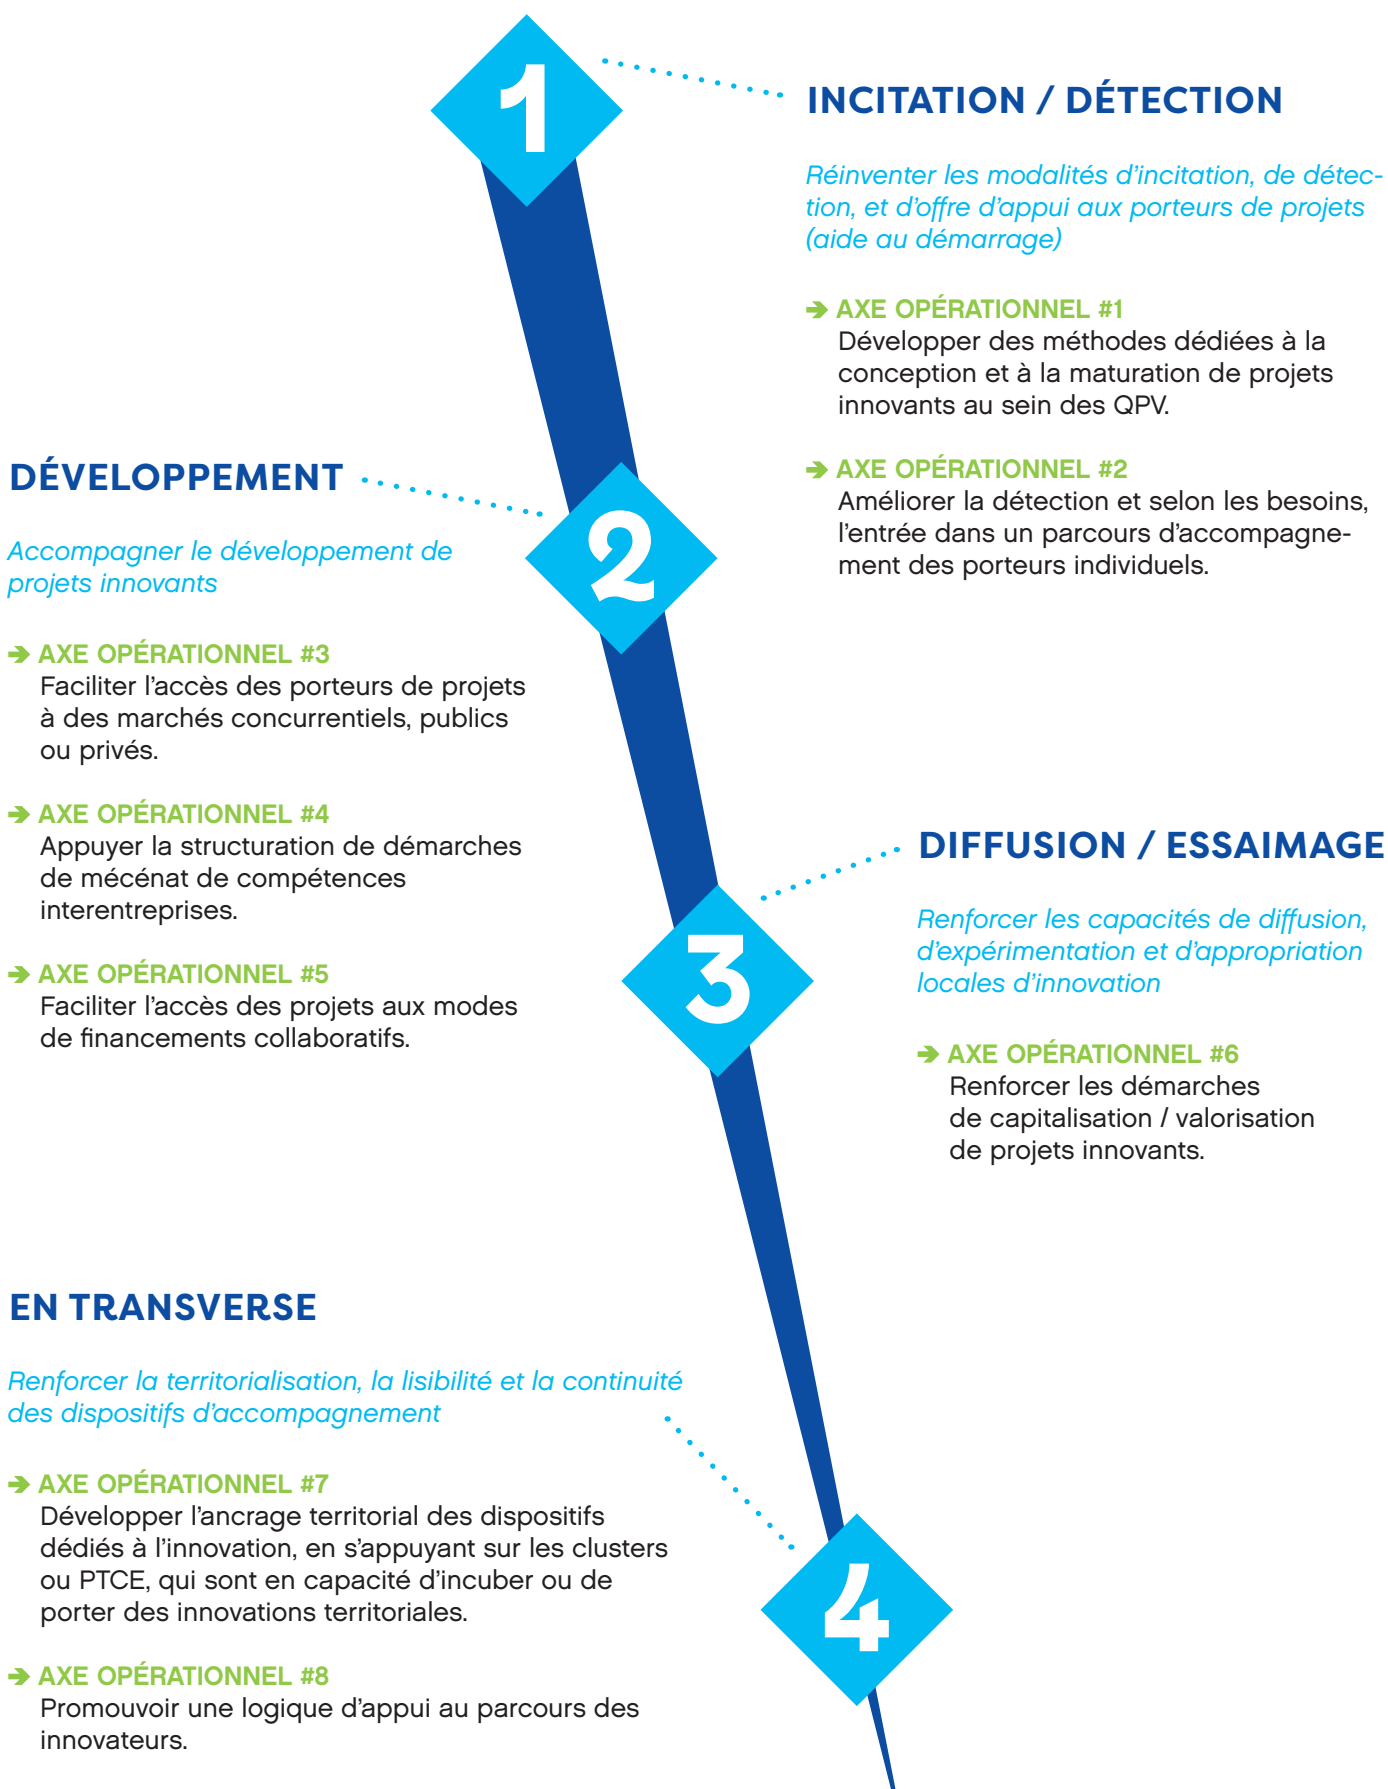 1
INCITATION / DÉTECTION
Réinventer les modalités d’incitation, de détec-
tion, et d’offre d’appui aux porteurs de projets
(aide au démarrage)
➔ AXE OPÉRATIONNEL #1
Développer des méthodes dédiées à la
conception et à la maturation de projets
innovants au sein des QPV.
➔ AXE OPÉRATIONNEL #2
Améliorer la détection et selon les besoins,
l’entrée dans un parcours d’accompagne-
ment des porteurs individuels.
2
DÉVELOPPEMENT
Accompagner le développement de
projets innovants
➔ AXE OPÉRATIONNEL #3
Faciliter l’accès des porteurs de projets
à des marchés concurrentiels, publics
ou privés.
➔ AXE OPÉRATIONNEL #4
Appuyer la structuration de démarches
de mécénat de compétences
interentreprises.
➔ AXE OPÉRATIONNEL #5
Faciliter l’accès des projets aux modes
de financements collaboratifs.
3
DIFFUSION / ESSAIMAGE
Renforcer les capacités de diffusion,
d’expérimentation et d’appropriation
locales d’innovation
➔ AXE OPÉRATIONNEL #6
Renforcer les démarches
de capitalisation / valorisation
de projets innovants.
EN TRANSVERSE
Renforcer la territorialisation, la lisibilité et la continuité
des dispositifs d’accompagnement
➔ AXE OPÉRATIONNEL #7
Développer l’ancrage territorial des dispositifs
dédiés à l’innovation, en s’appuyant sur les clusters
ou PTCE, qui sont en capacité d’incuber ou de
porter des innovations territoriales.
4
➔ AXE OPÉRATIONNEL #8
Promouvoir une logique d’appui au parcours des
innovateurs.